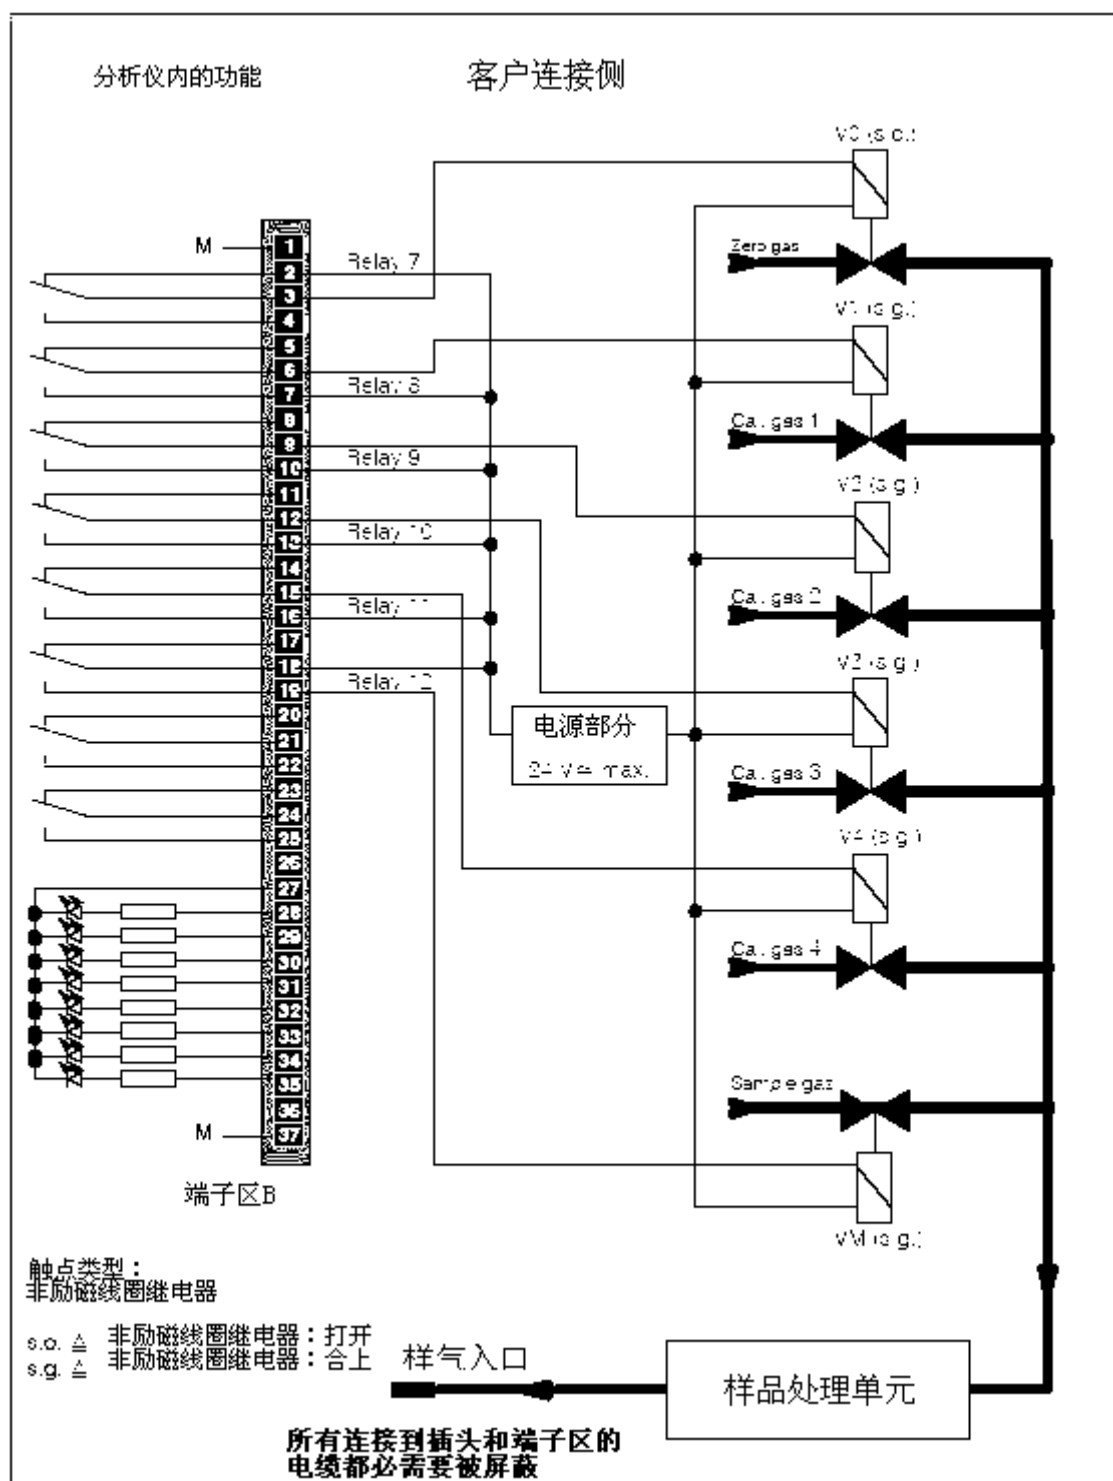 分析仪内的功能
客户连接侧
V0 (s.o.)
M
1
Relay 7
Zero gas
2
3
4
V1 (s.g.)
5
6
7
Relay 8
8
Cal. gas 1
9
Relay 9
10
V2 (s.g.)
11
12
Relay 10
13
14
15
Cal. gas 2
Relay 11
16
17
18
V3 (s.g.)
Relay 12
19
20
电源部分
21
24 V= max.
22
Cal. gas 3
23
24
25
V4 (s.g.)
26
27
28
29
Cal. gas 4
30
31
32
33
34
35
Sample gas
36
M
37
端子区B
VM (s.g.)
触点类型：
非励磁线圈继电器
s.o. ≙ 非励磁线圈继电器：打开
s.g. ≙ 非励磁线圈继电器：合上
样气入口
样品处理单元
所有连接到插头和端子区的
电缆都必需要被屏蔽